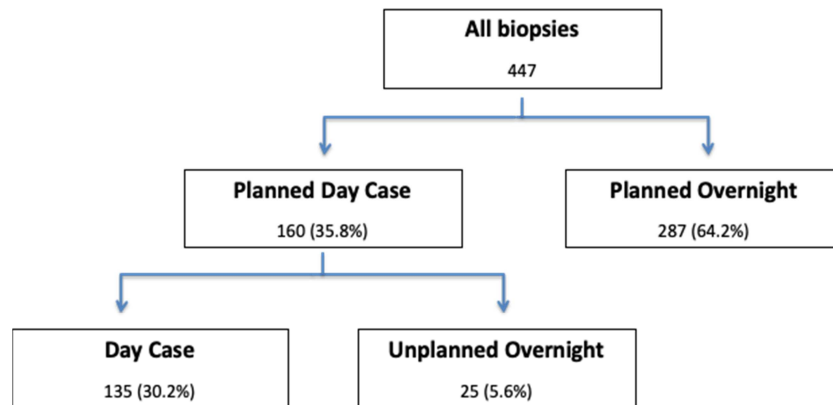 All biopsies
447
Planned Day Case
160 (35.8%)
Planned Overnight
287 (64.2%)
Day Case
135 (30.2%)
Unplanned Overnight
25 (5.6%)